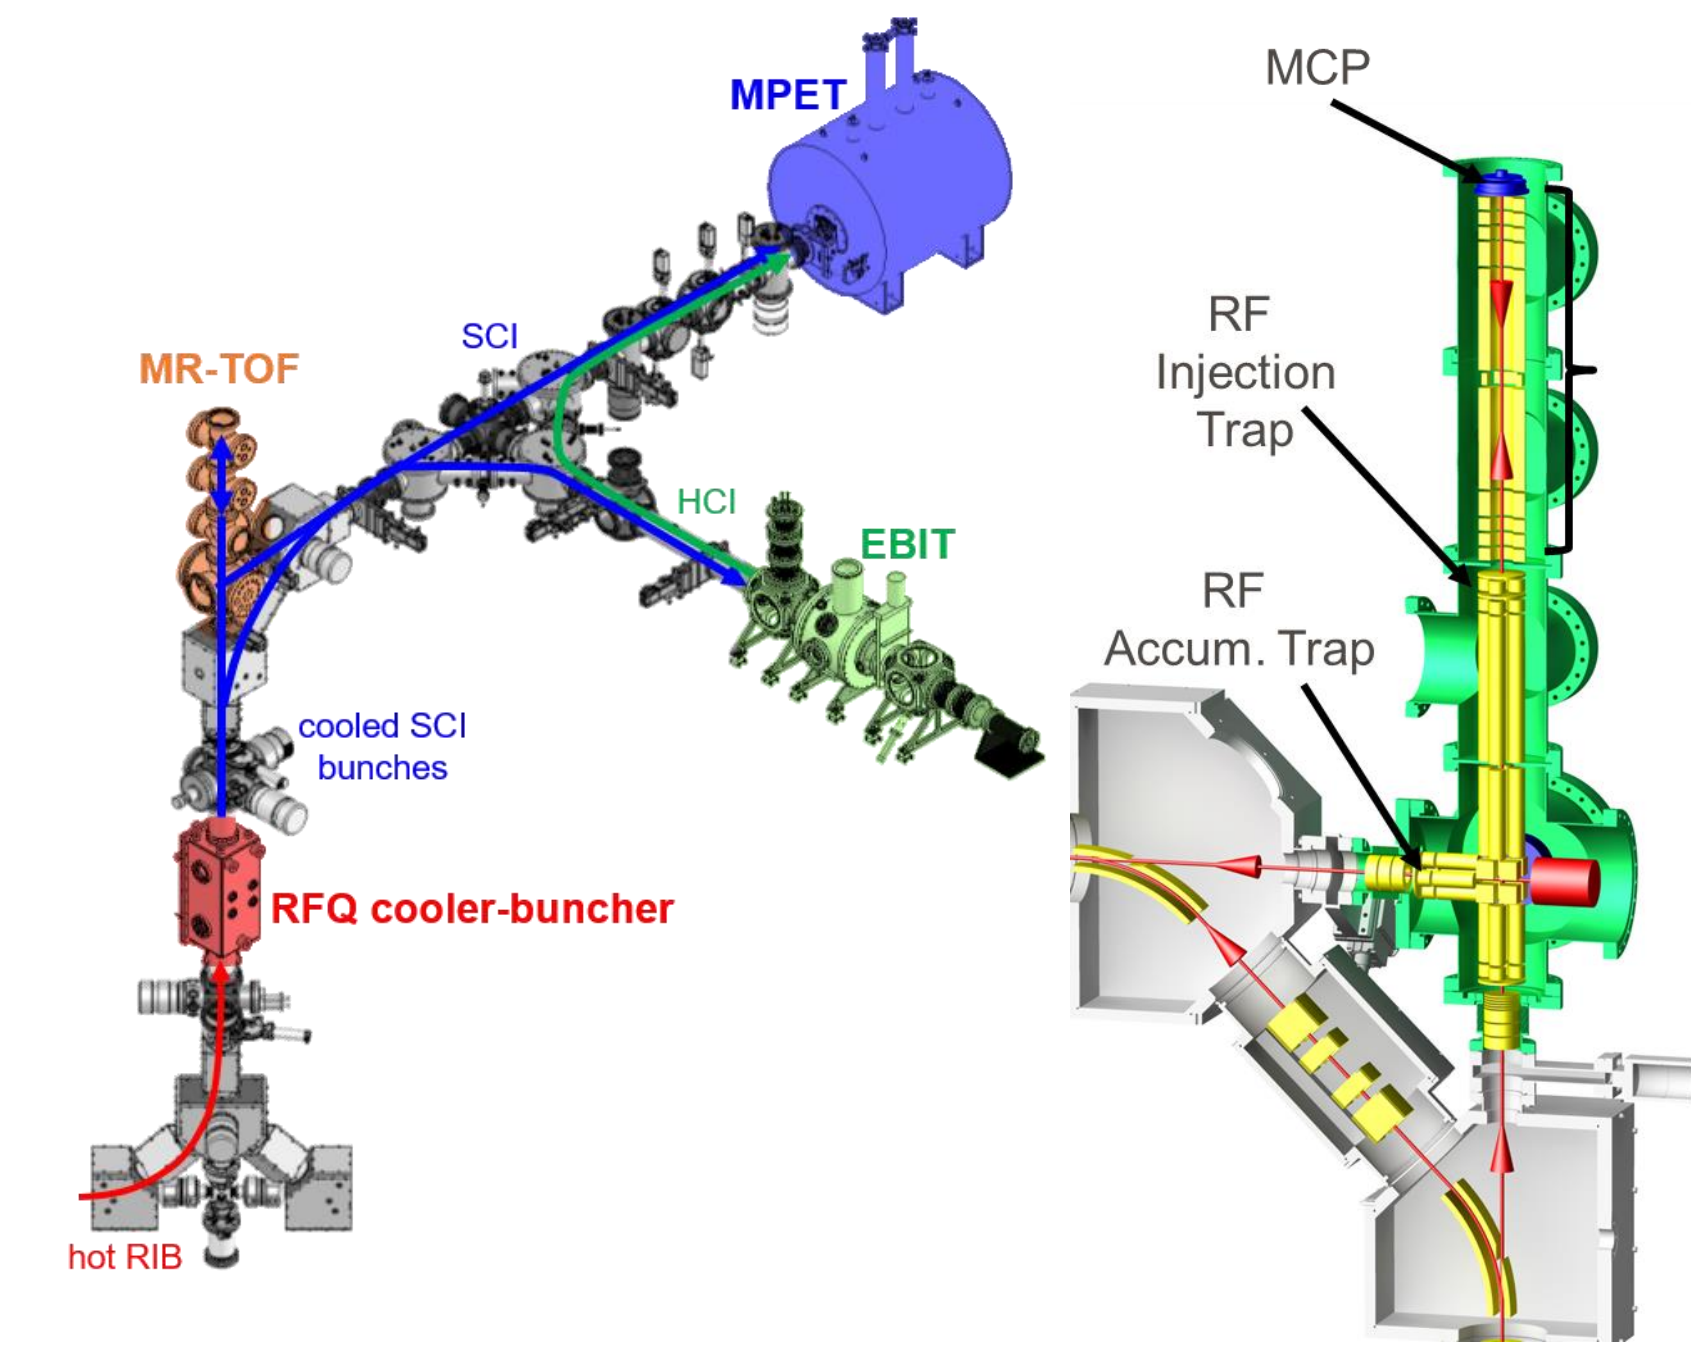 MPET
SCI
MR-TOF
HCI
EBIT
cooled SCI
bunches
RFQ cooler-buncher
hot RIB
MCP
RF
Injection
Trap
RF
Accum. Trap